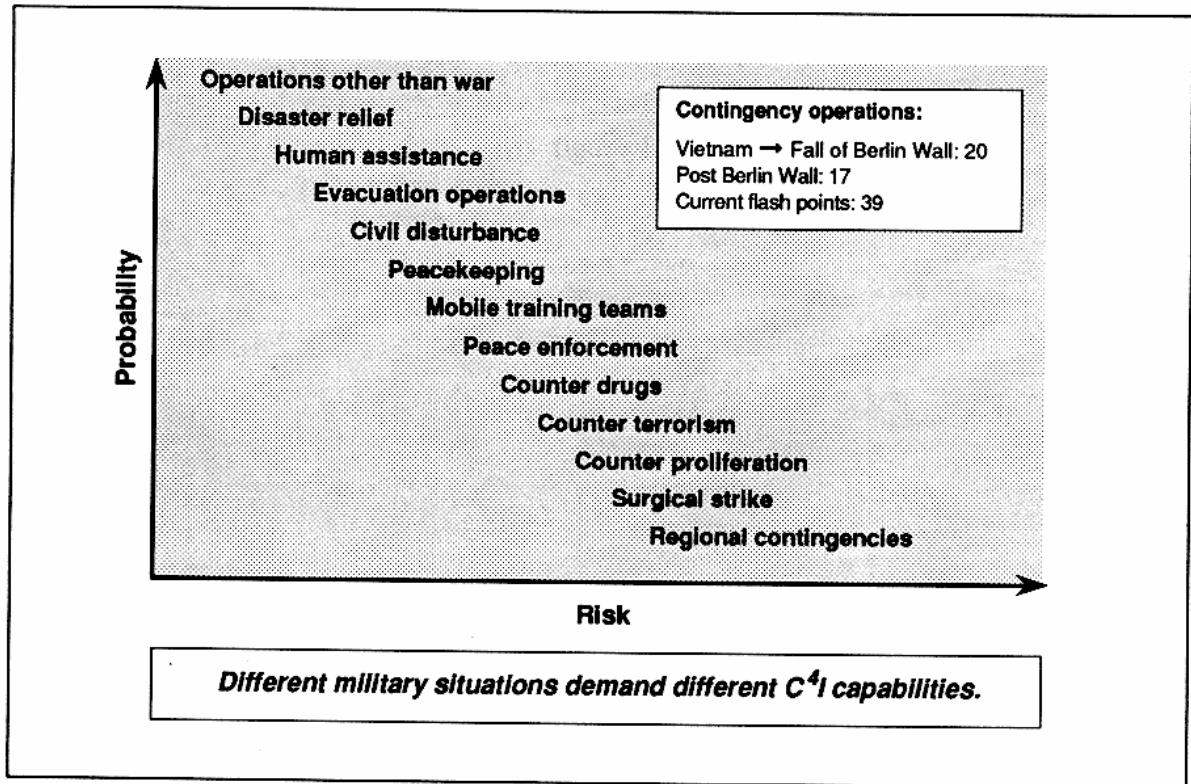 Operations other than war
Disaster relief
Human assistance
Evacuation operations
Civil disturbance
Peacekeeping
Mobile training teams
Peace enforcement
Counter drugs
Counter terrorism
Counter proliferation
Surgical strike
Regional contingencies
Contingency operations:
Vietnam → Fall of Berlin Wall: 20
Post Berlin Wall: 17
Current flash points: 39
Probability
Risk
Different military situations demand different C⁴I capabilities.